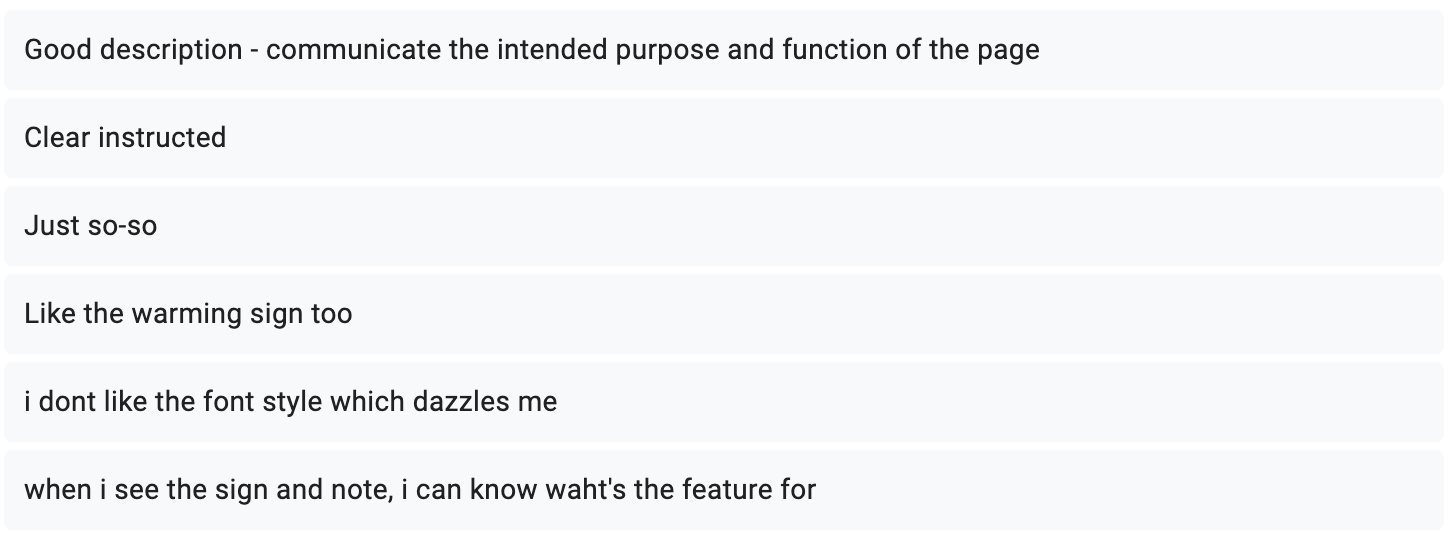 Good description - communicate the intended purpose and function of the page
Clear instructed
Just so-so
Like the warming sign too
i dont like the font style which dazzles me
when i see the sign and note, i can know waht's the feature for